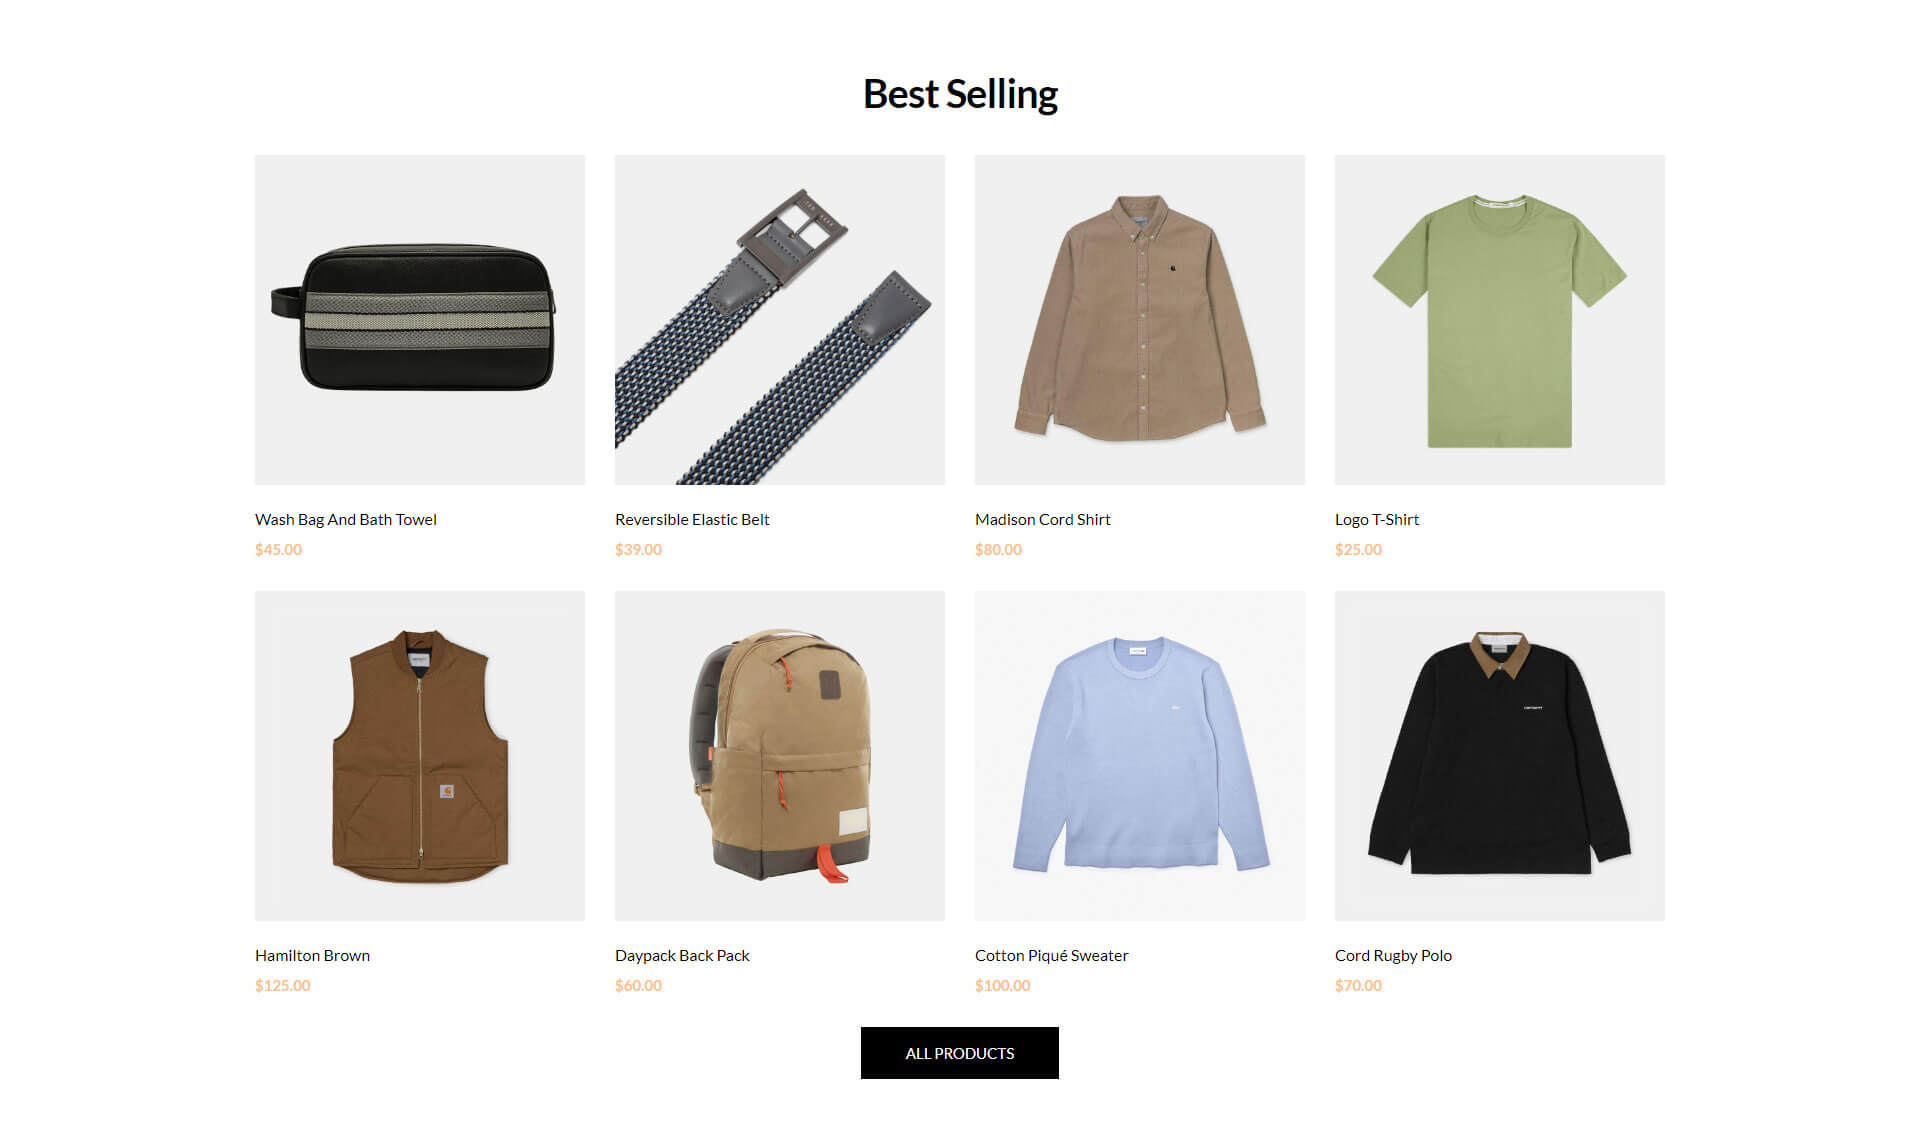 Best Selling
Wash Bag And Bath Towel
Reversible Elastic Belt
Madison Cord Shirt
Logo T-Shirt
$45.00
$39.00
$80.00
$25.00
Hamilton Brown
Daypack Back Pack
Cotton Piqué Sweater
Cord Rugby Polo
$125.00
$60.00
$100.00
$70.00
ALL PRODUCTS